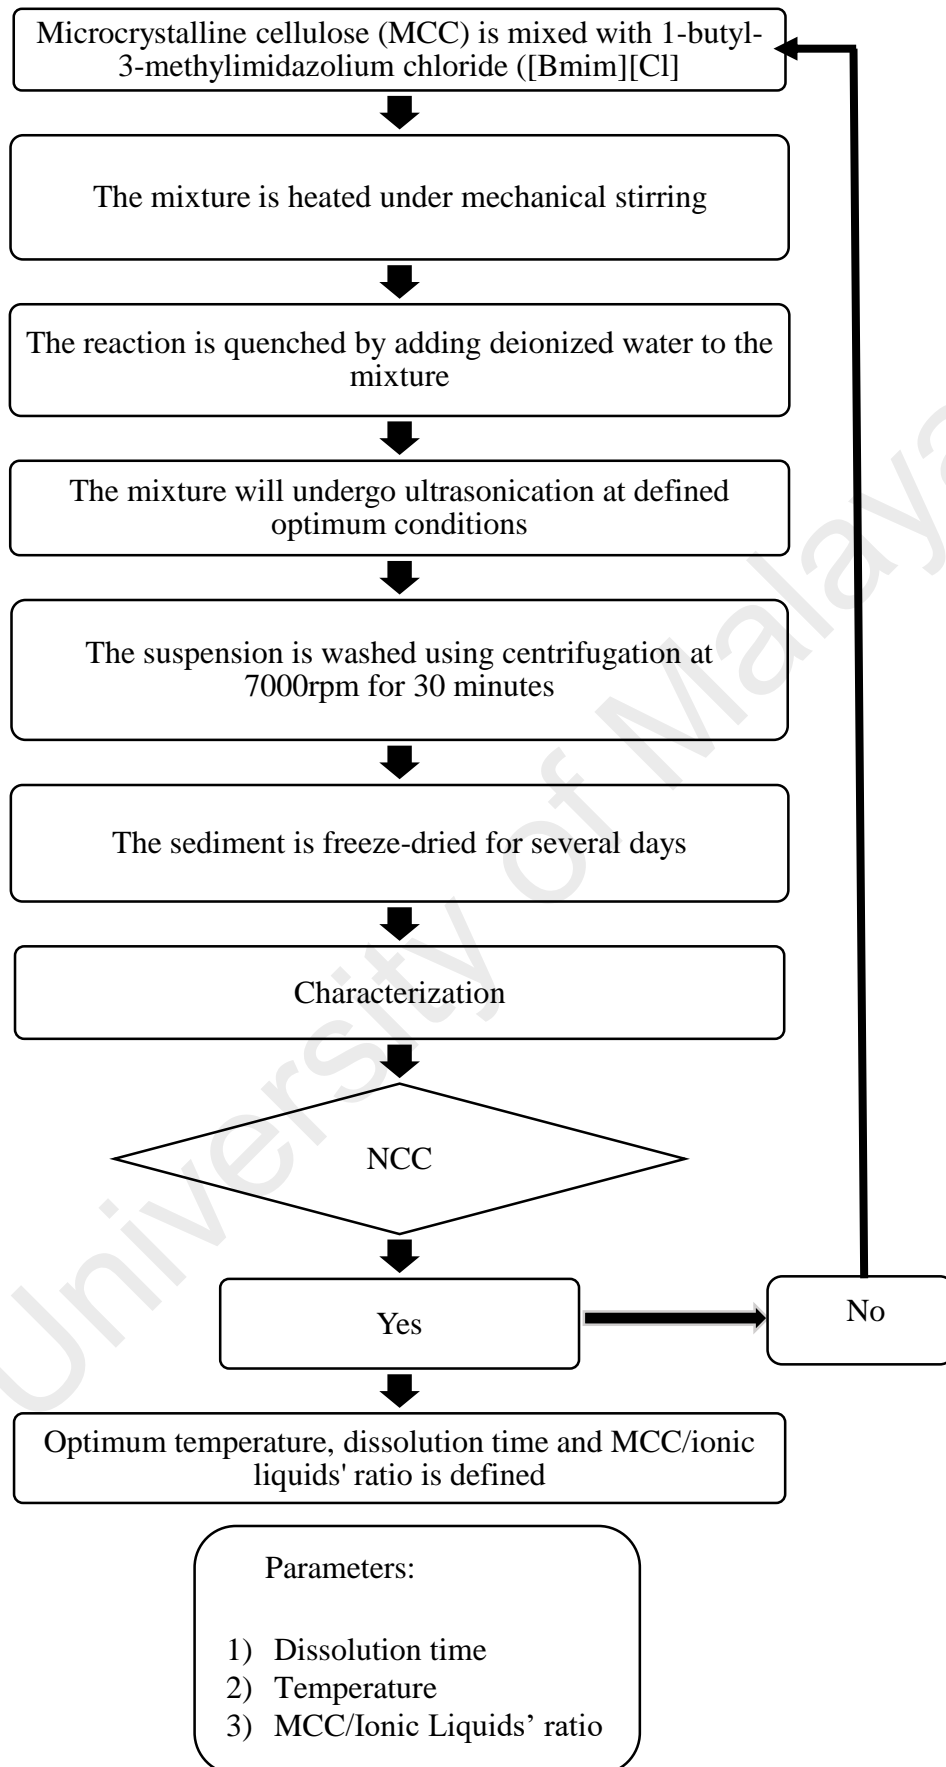 Microcrystalline cellulose (MCC) is mixed with 1-butyl-
3-methylimidazolium chloride ([Bmim][Cl]
The mixture is heated under mechanical stirring
The reaction is quenched by adding deionized water to the
mixture
The mixture will undergo ultrasonication at defined
optimum conditions
The suspension is washed using centrifugation at
7000rpm for 30 minutes
The sediment is freeze-dried for several days
Characterization
NCC
Yes
No
Optimum temperature, dissolution time and MCC/ionic
liquids' ratio is defined
Parameters:
1) Dissolution time
2) Temperature
3) MCC/Ionic Liquids’ ratio
University of Malaya